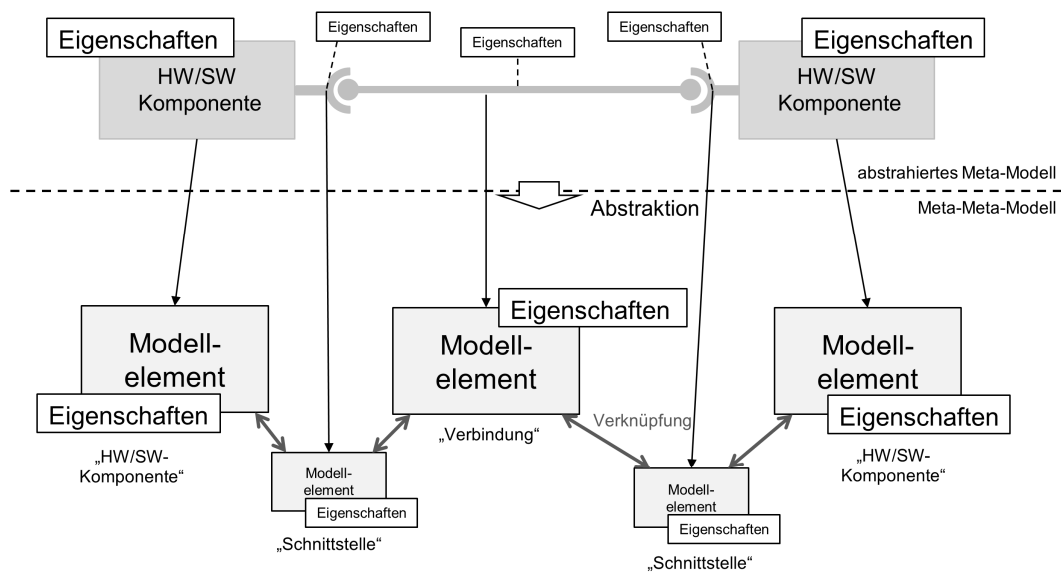 Eigenschaften
Eigenschaften
Eigenschaften
Eigenschaften
Eigenschaften
HW/SW
Komponente
HW/SW
Komponente
abstrahiertes Meta-Modell
Abstraktion
Meta-Meta-Modell
Modell-
element
Eigenschaften
„HW/SW-
Komponente“
Eigenschaften
Modell-
element
„Verbindung“
Verknüpfung
Modell-
element
Eigenschaften
„HW/SW-
Komponente“
Modell-
element
Eigenschaften
„Schnittstelle“
Modell-
element
Eigenschaften
„Schnittstelle“